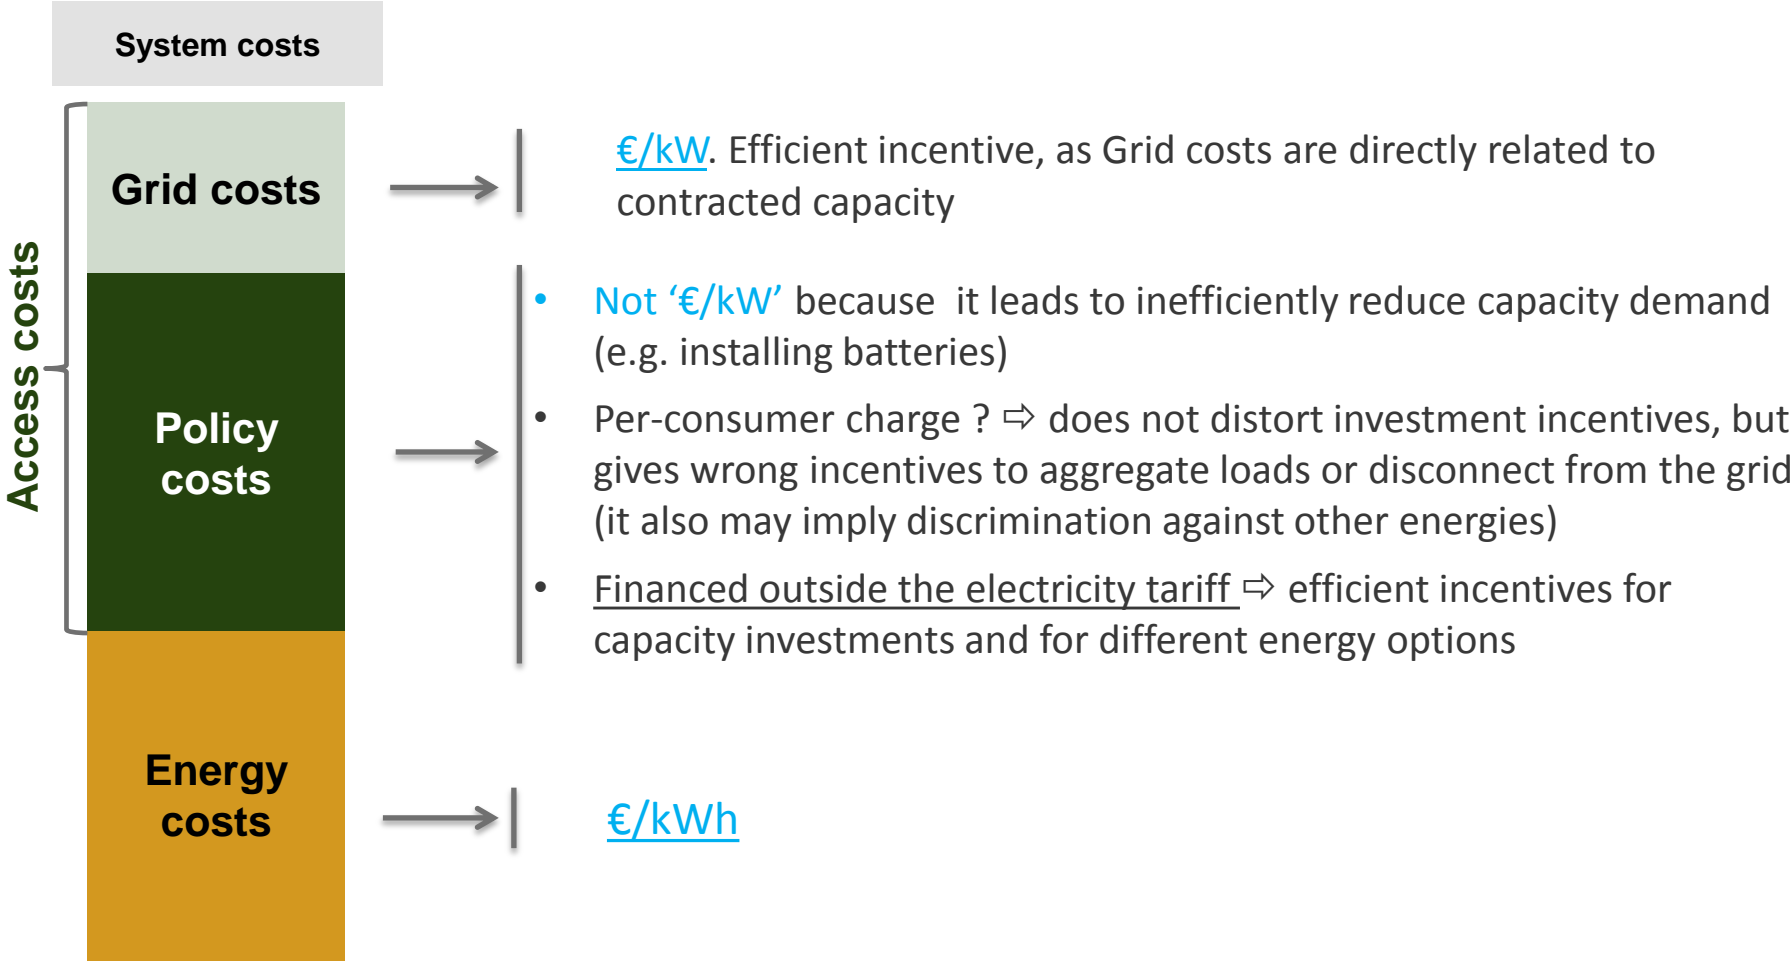 System costs
Access costs
Grid costs
€/kW. Efficient incentive, as Grid costs are directly related to
contracted capacity
Policy
costs
• Not ‘€/kW’ because  it leads to inefficiently reduce capacity demand
(e.g. installing batteries)
• Per-consumer charge ? ⇨ does not distort investment incentives, but
gives wrong incentives to aggregate loads or disconnect from the grid
(it also may imply discrimination against other energies)
• Financed outside the electricity tariff ⇨ efficient incentives for
capacity investments and for different energy options
Energy
costs
€/kWh